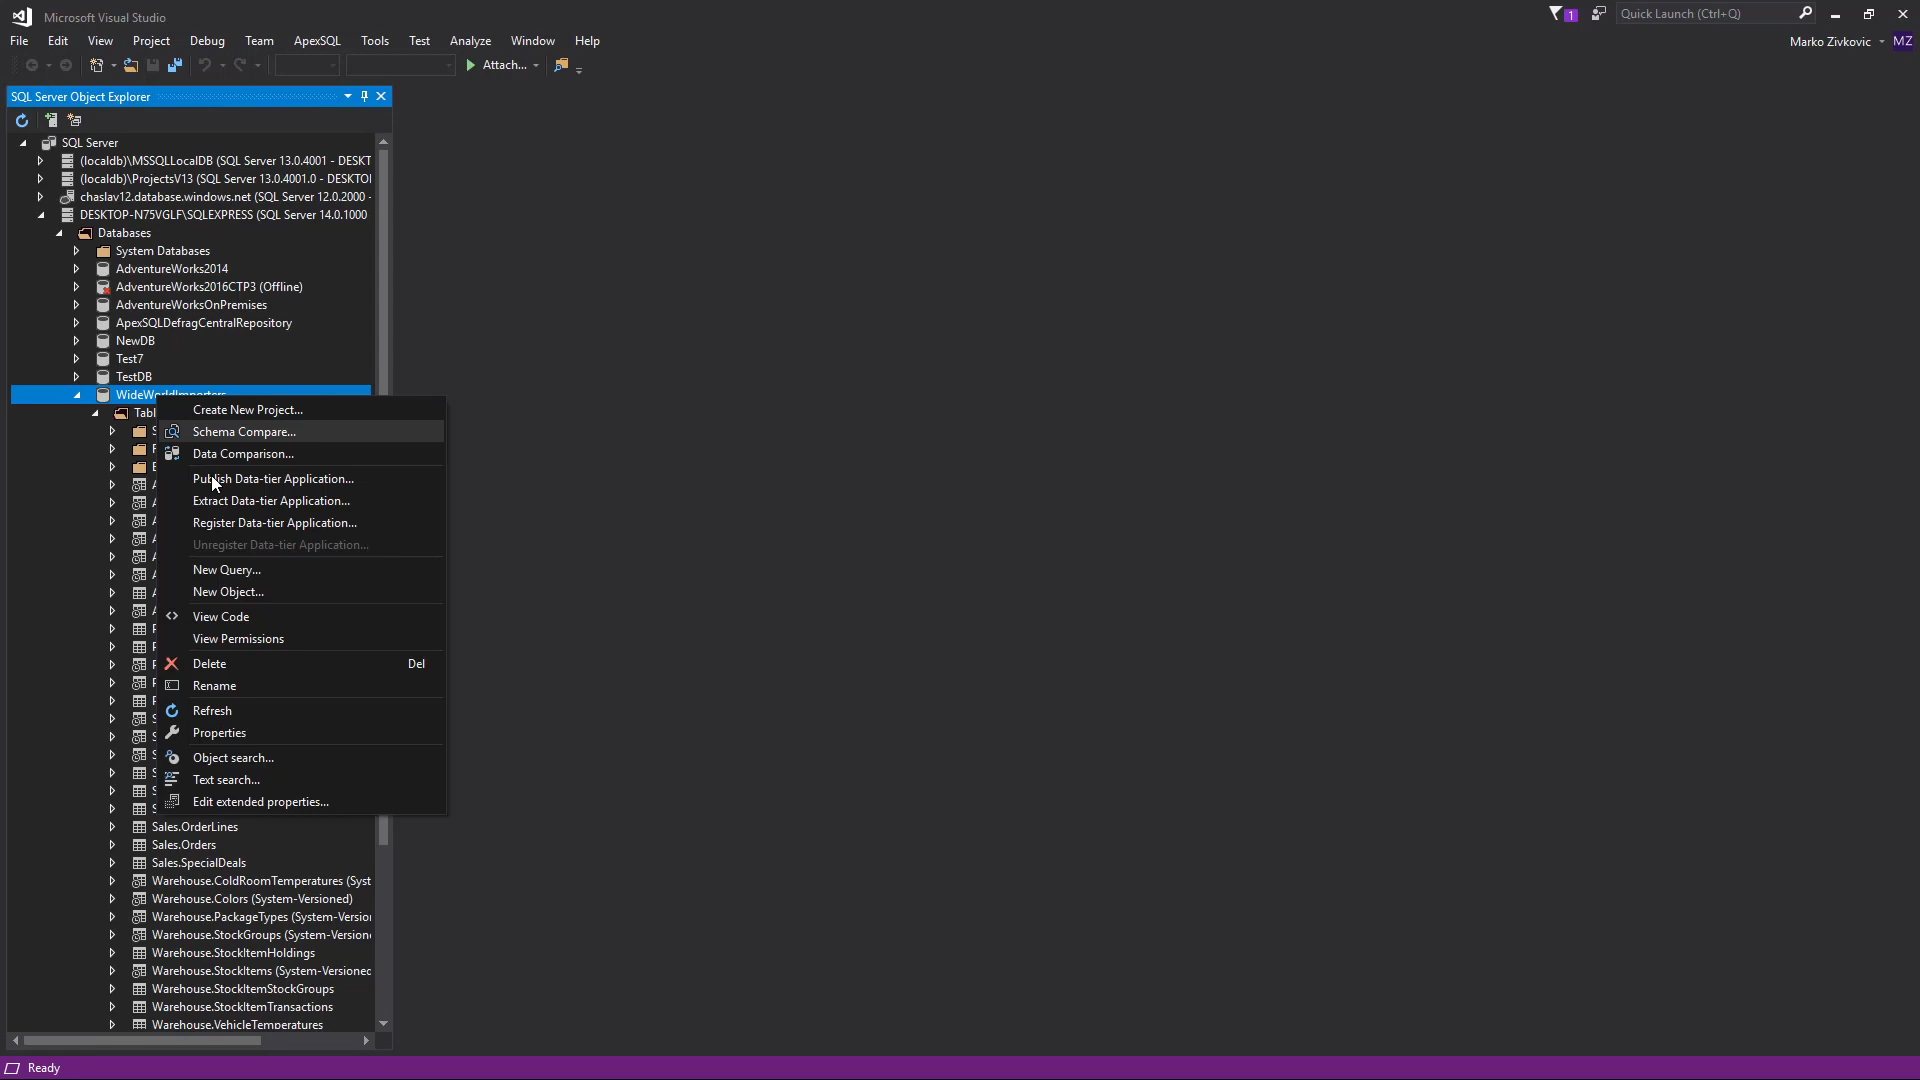 Microsoft Visual Studio
1
Quick Launch (Ctrl+Q)
File Edit View Project Debug Team ApexSQL Tools Test Analyze Window Help
Marko Zivkovic MZ
Attach...
SQL Server Object Explorer
SQL Server
(localdb)\MSSQLLocalDB (SQL Server 13.0.4001 - DESKT
(localdb)\ProjectsV13 (SQL Server 13.0.4001.0 - DESKTO
chaslav12.database.windows.net (SQL Server 12.0.2000 -
DESKTOP-N75VGLF\SQLEXPRESS (SQL Server 14.0.1000
Databases
System Databases
AdventureWorks2014
AdventureWorks2016CTP3 (Offline)
AdventureWorksOnPremises
ApexSQLDefragCentralRepository
NewDB
Test7
TestDB
WideWorldImporters
Tabl
Create New Project...
Schema Compare...
Data Comparison...
Publish Data-tier Application...
Extract Data-tier Application...
Register Data-tier Application...
Unregister Data-tier Application...
New Query...
New Object...
View Code
View Permissions
Delete Del
Rename
Refresh
Properties
Object search...
Text search...
Edit extended properties...
Sales.OrderLines
Sales.Orders
Sales.SpecialDeals
Warehouse.ColdRoomTemperatures (Syst
Warehouse.Colors (System-Versioned)
Warehouse.PackageTypes (System-Version
Warehouse.StockGroups (System-Versione
Warehouse.StockItemHoldings
Warehouse.StockItems (System-Versioned
Warehouse.StockItemStockGroups
Warehouse.StockItemTransactions
Warehouse.VehicleTemperatures
Ready